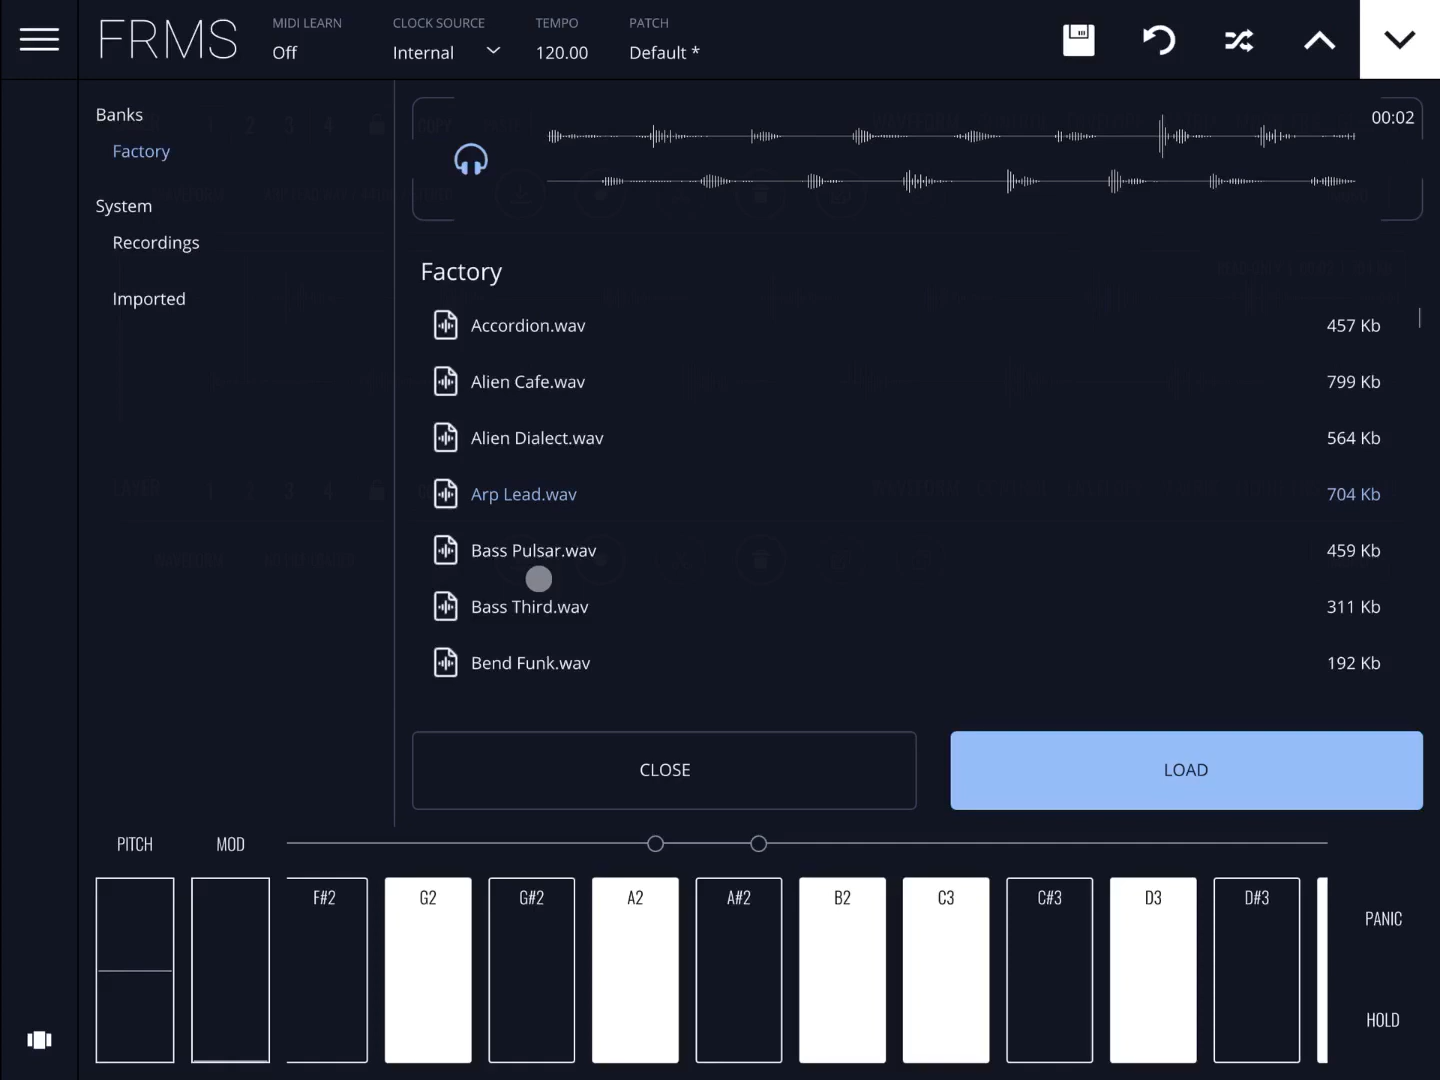 FRMS
MIDI LEARN
Off
CLOCK SOURCE
Internal
TEMPO
120.00
PATCH
Default *
Banks
Factory
System
Recordings
Imported
00:02
Factory
Accordion.wav 457 Kb
Alien Cafe.wav 799 Kb
Alien Dialect.wav 564 Kb
Arp Lead.wav 704 Kb
Bass Pulsar.wav 459 Kb
Bass Third.wav 311 Kb
Bend Funk.wav 192 Kb
CLOSE LOAD
PITCH MOD
F#2 G2 G#2 A2 A#2 B2 C3 C#3 D3 D#3
PANIC
HOLD